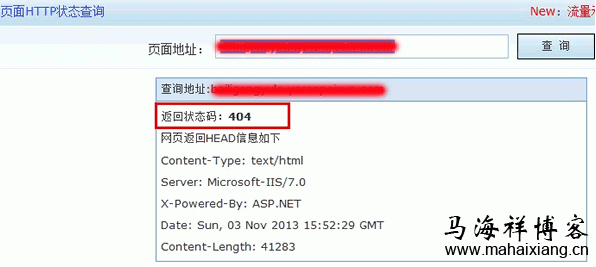 页面HTTP状态查询
New：流量
页面地址：
查 询
查询地址:
返回状态码：404
网页返回HEAD信息如下
Content-Type: text/html
Server: Microsoft-IIS/7.0
X-Powered-By: ASP.NET
Date: Sun, 03 Nov 2013 15:52:29 GMT
Content-Length: 41283
马海祥博客
www.mahaixiang.cn